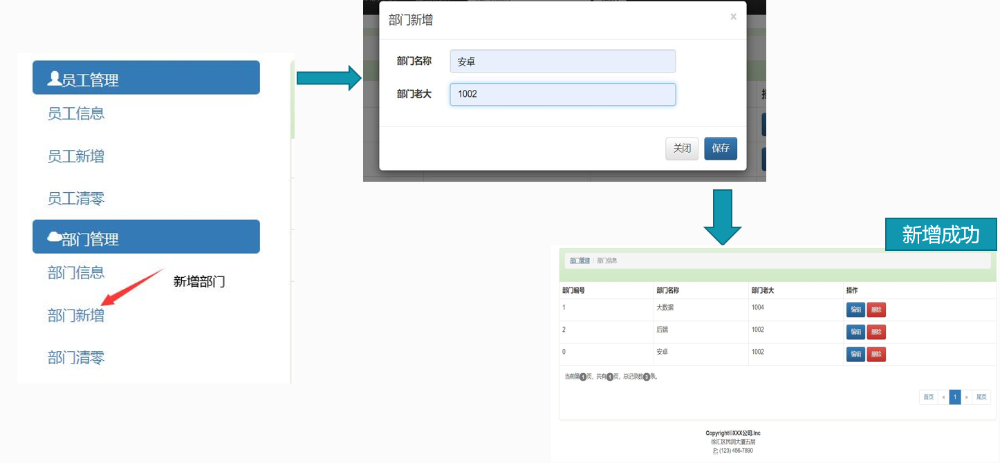 员工管理
员工信息
员工新增
员工清零
部门管理
部门信息
新增部门
部门新增
部门清零
部门新增 ×
部门名称 安卓
部门老大 1002
关闭 保存
新增成功
部门管理 / 部门信息
部门编号 部门名称 部门老大 操作
1 大数据 1004 编辑 删除
2 后端 1002 编辑 删除
0 安卓 1002 编辑 删除
当前第1页，共有1页，总记录数3条。
首页 « 1 » 尾页
Copyright©XXX公司.Inc
徐汇区民润大厦五层
P: (123) 456-7890